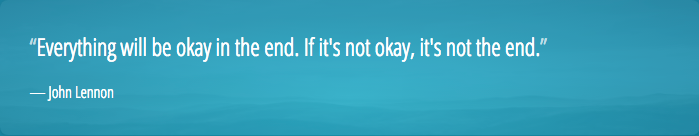 “Everything will be okay in the end. If it's not okay, it's not the end.”
— John Lennon